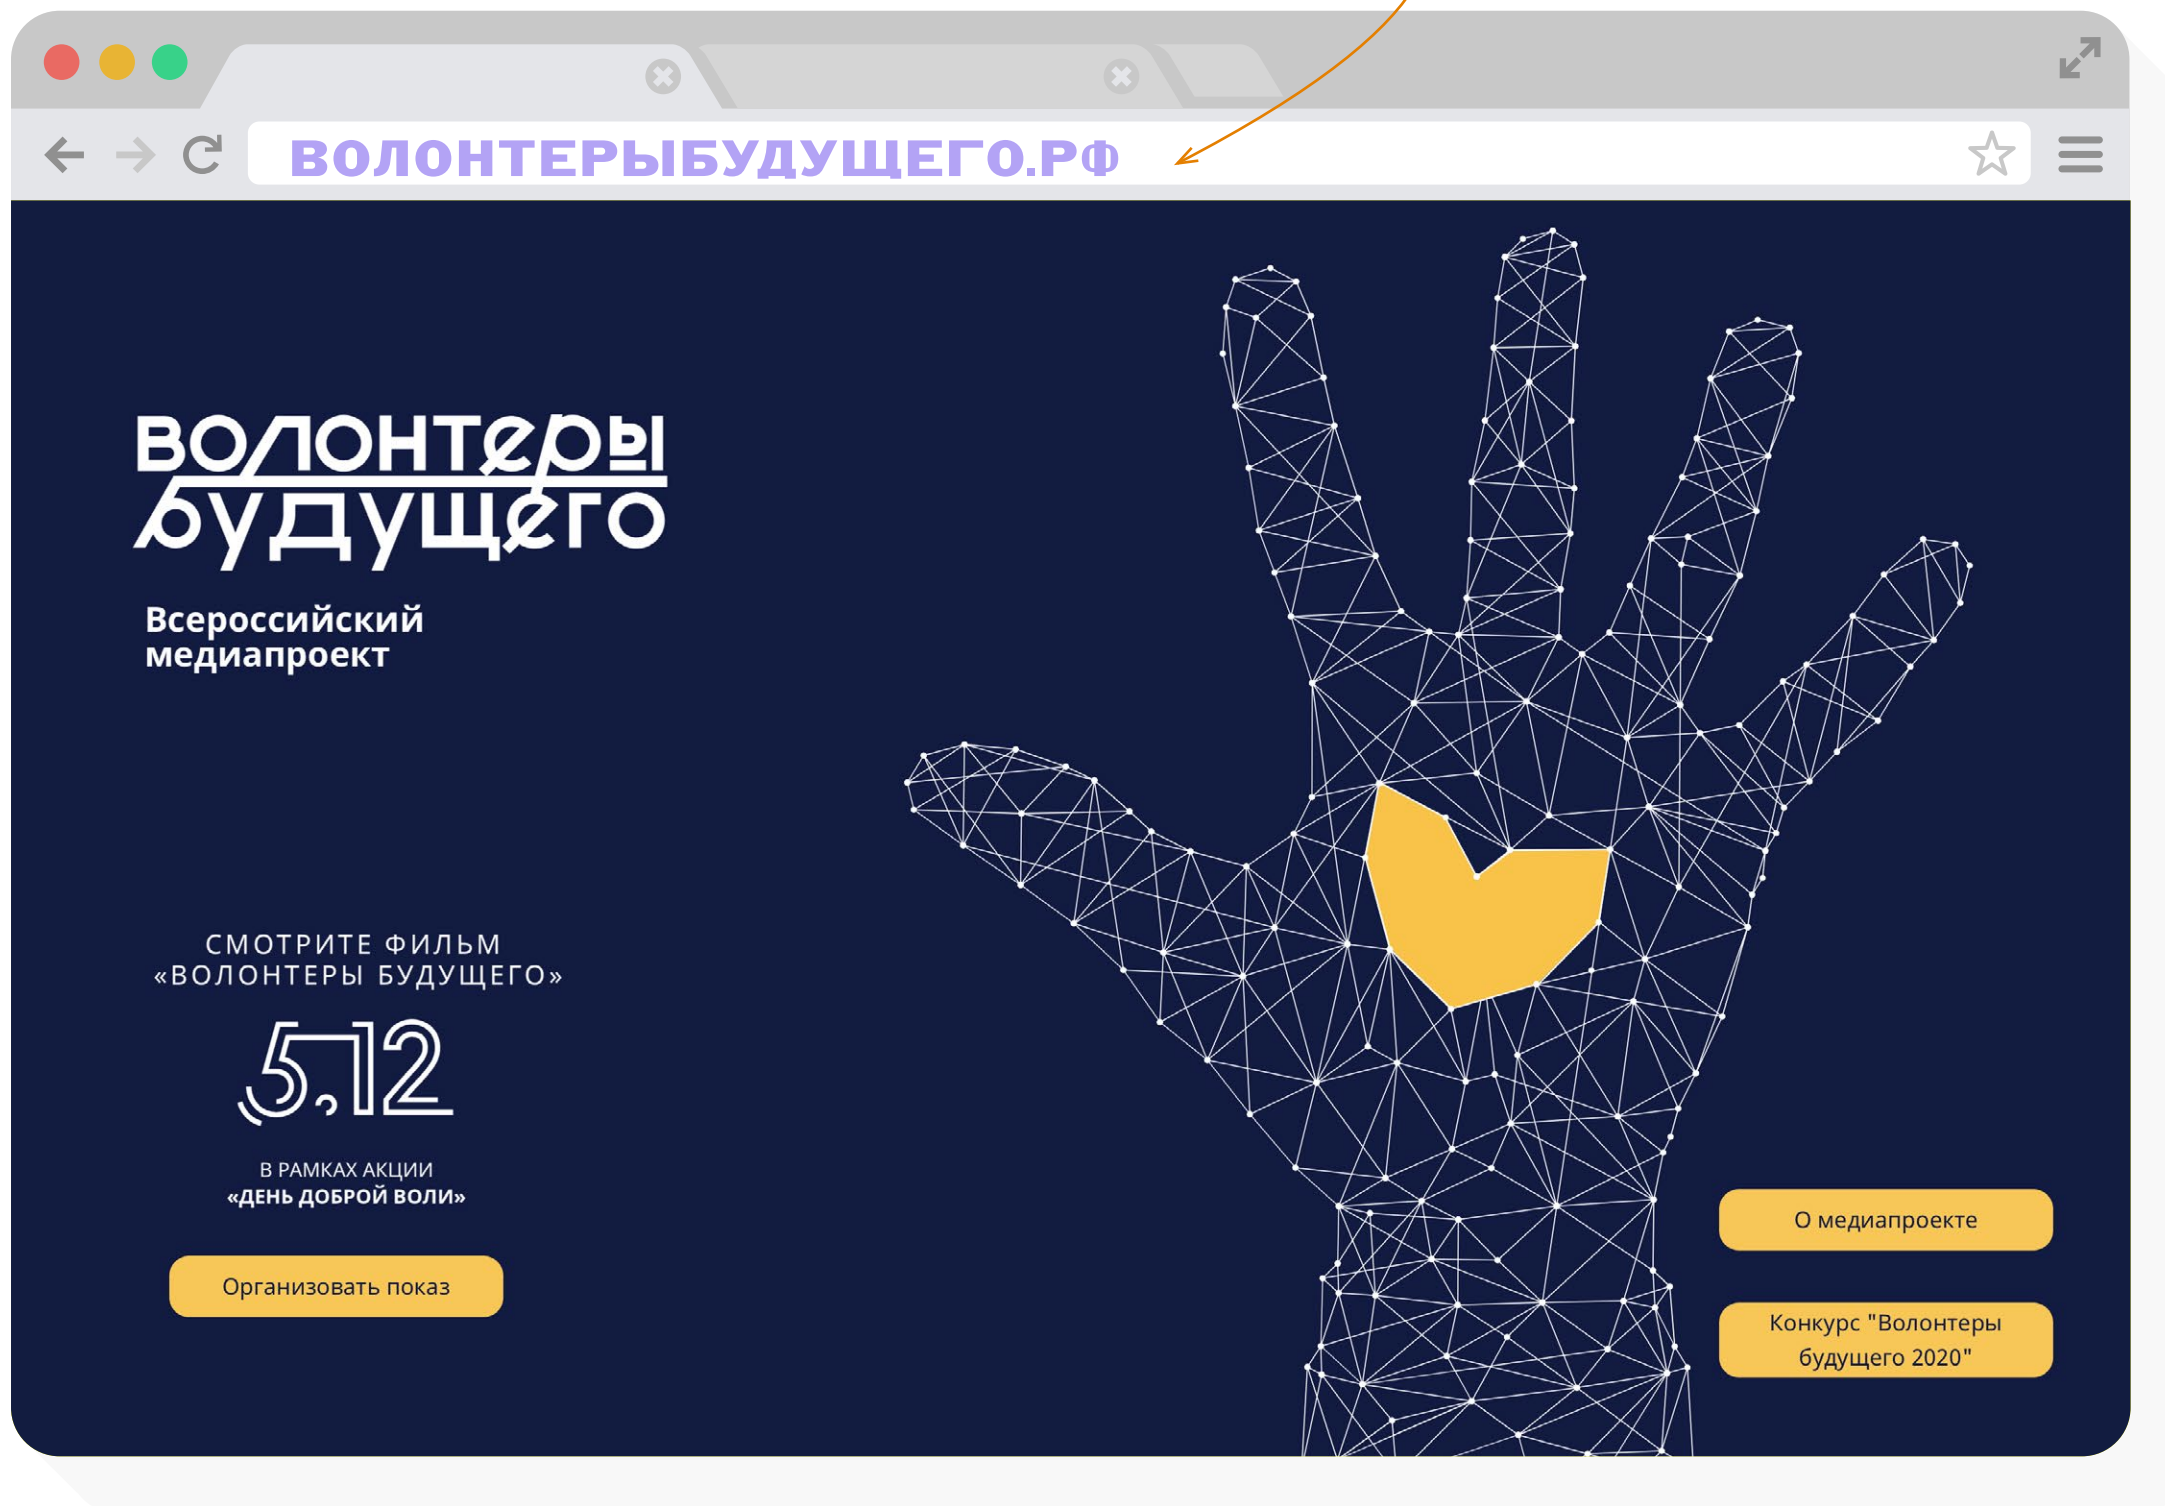 ВОЛОНТЕРЫБУДУЩЕГО.РФ
волонтеры
будущего
Всероссийский
медиапроект
СМОТРИТЕ ФИЛЬМ
«ВОЛОНТЕРЫ БУДУЩЕГО»
5.12
В РАМКАХ АКЦИИ
«ДЕНЬ ДОБРОЙ ВОЛИ»
Организовать показ
О медиапроекте
Конкурс "Волонтеры
будущего 2020"